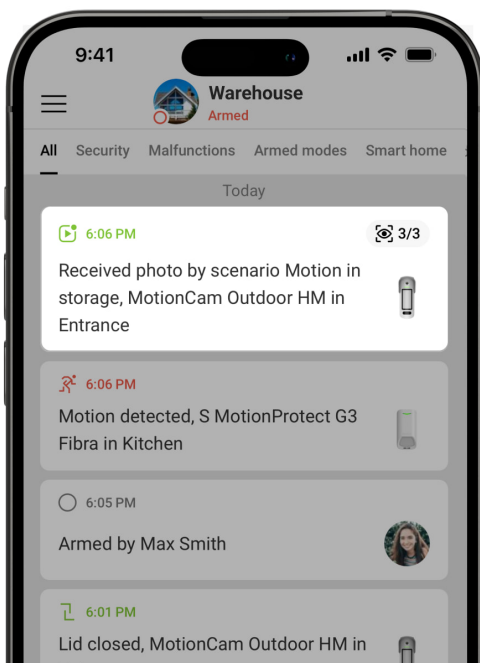 9:41
Warehouse
Armed
All Security Malfunctions Armed modes Smart home
Today
6:06 PM 3/3
Received photo by scenario Motion in
storage, MotionCam Outdoor HM in
Entrance
6:06 PM
Motion detected, S MotionProtect G3
Fibra in Kitchen
6:05 PM
Armed by Max Smith
6:01 PM
Lid closed, MotionCam Outdoor HM in